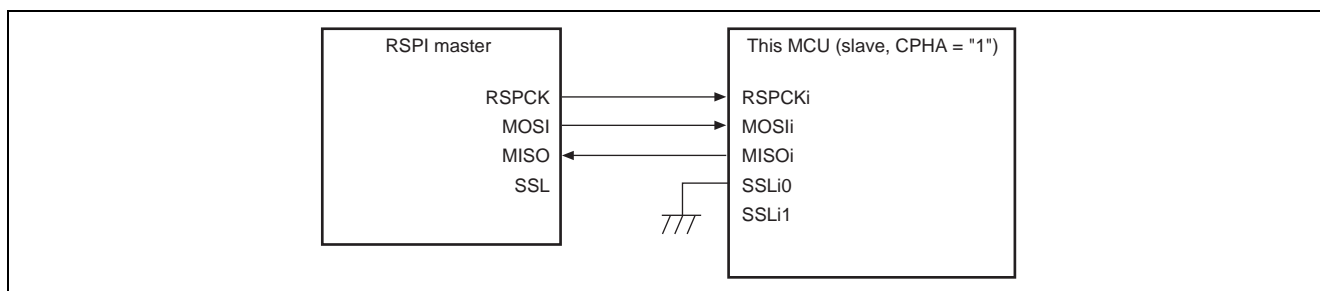 RSPI master
RSPCK
MOSI
MISO
SSL
This MCU (slave, CPHA = "1")
RSPCKi
MOSIi
MISOi
SSLi0
SSLi1